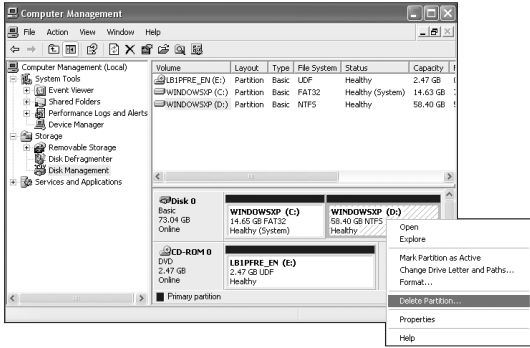 Computer Management
File Action View Window Help
Computer Management (Local)
System Tools
Event Viewer
Shared Folders
Performance Logs and Alerts
Device Manager
Storage
Removable Storage
Disk Defragmenter
Disk Management
Services and Applications
Volume Layout Type File System Status Capacity
LB1PFRE_EN (E:) Partition Basic UDF Healthy 2.47 GB
WINDOWSXP (C:) Partition Basic FAT32 Healthy (System) 14.63 GB
WINDOWSXP (D:) Partition Basic NTFS Healthy 58.40 GB
Disk 0
Basic
73.04 GB
Online
WINDOWSXP (C:)
14.65 GB FAT32
Healthy (System)
WINDOWSXP (D:)
58.40 GB NTFS
Healthy
CD-ROM 0
DVD
2.47 GB
Online
LB1PFRE_EN (E:)
2.47 GB UDF
Healthy
Primary partition
Open
Explore
Mark Partition as Active
Change Drive Letter and Paths...
Format...
Delete Partition...
Properties
Help